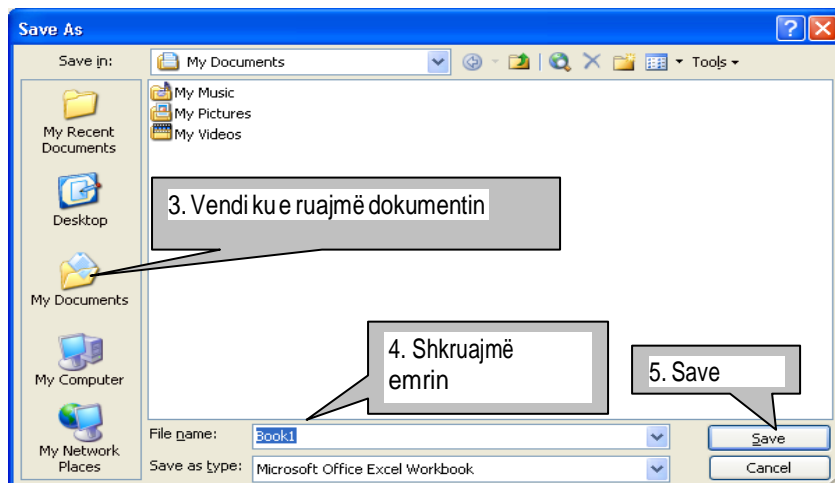 Save As
Save in:
My Documents
Tools
My Music
My Pictures
My Videos
My Recent
Documents
Desktop
My Documents
My Computer
My Network
Places
3. Vendi ku e ruajmë dokumentin
4. Shkruajmë
emrin
5. Save
File name:
Book1
Save
Save as type:
Microsoft Office Excel Workbook
Cancel